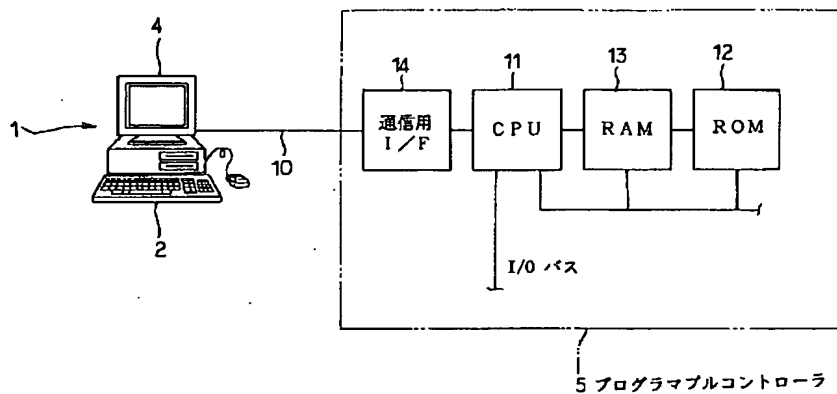 4
14
11
13
12
1
通信用
I/F
CPU
RAM
ROM
10
2
I/O バス
5 プログラマブルコントローラ